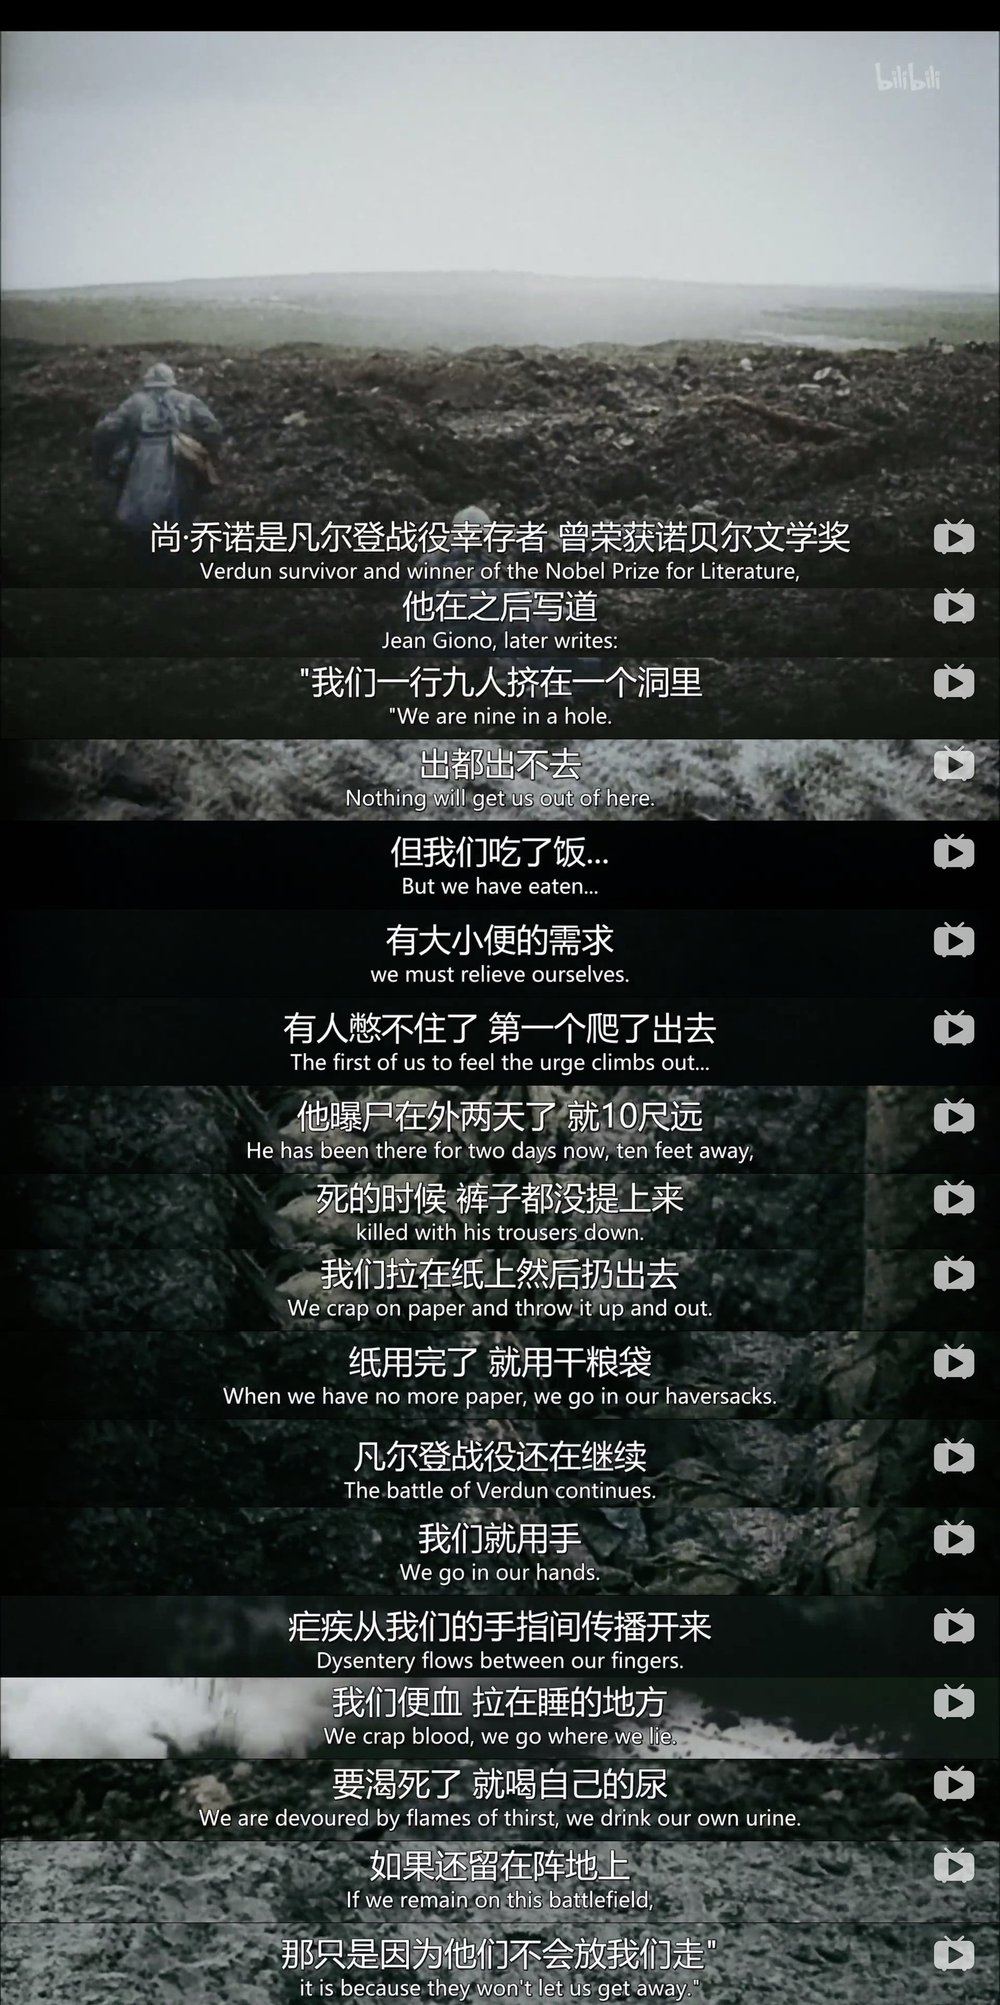 bilibili
尚·乔诺是凡尔登战役幸存者 曾荣获诺贝尔文学奖
Verdun survivor and winner of the Nobel Prize for Literature,
他在之后写道
Jean Giono, later writes:
"我们一行九人挤在一个洞里
"We are nine in a hole.
出都出不去
Nothing will get us out of here.
但我们吃了饭...
But we have eaten...
有大小便的需求
we must relieve ourselves.
有人憋不住了 第一个爬了出去
The first of us to feel the urge climbs out...
他曝尸在外两天了 就10尺远
He has been there for two days now, ten feet away,
死的时候 裤子都没提上来
killed with his trousers down.
我们拉在纸上然后扔出去
We crap on paper and throw it up and out.
纸用完了 就用干粮袋
When we have no more paper, we go in our haversacks.
凡尔登战役还在继续
The battle of Verdun continues.
我们就用手
We go in our hands.
疟疾从我们的手指间传播开来
Dysentery flows between our fingers.
我们便血 拉在睡的地方
We crap blood, we go where we lie.
要渴死了 就喝自己的尿
We are devoured by flames of thirst, we drink our own urine.
如果还留在阵地上
If we remain on this battlefield,
那只是因为他们不会放我们走"
it is because they won't let us get away."